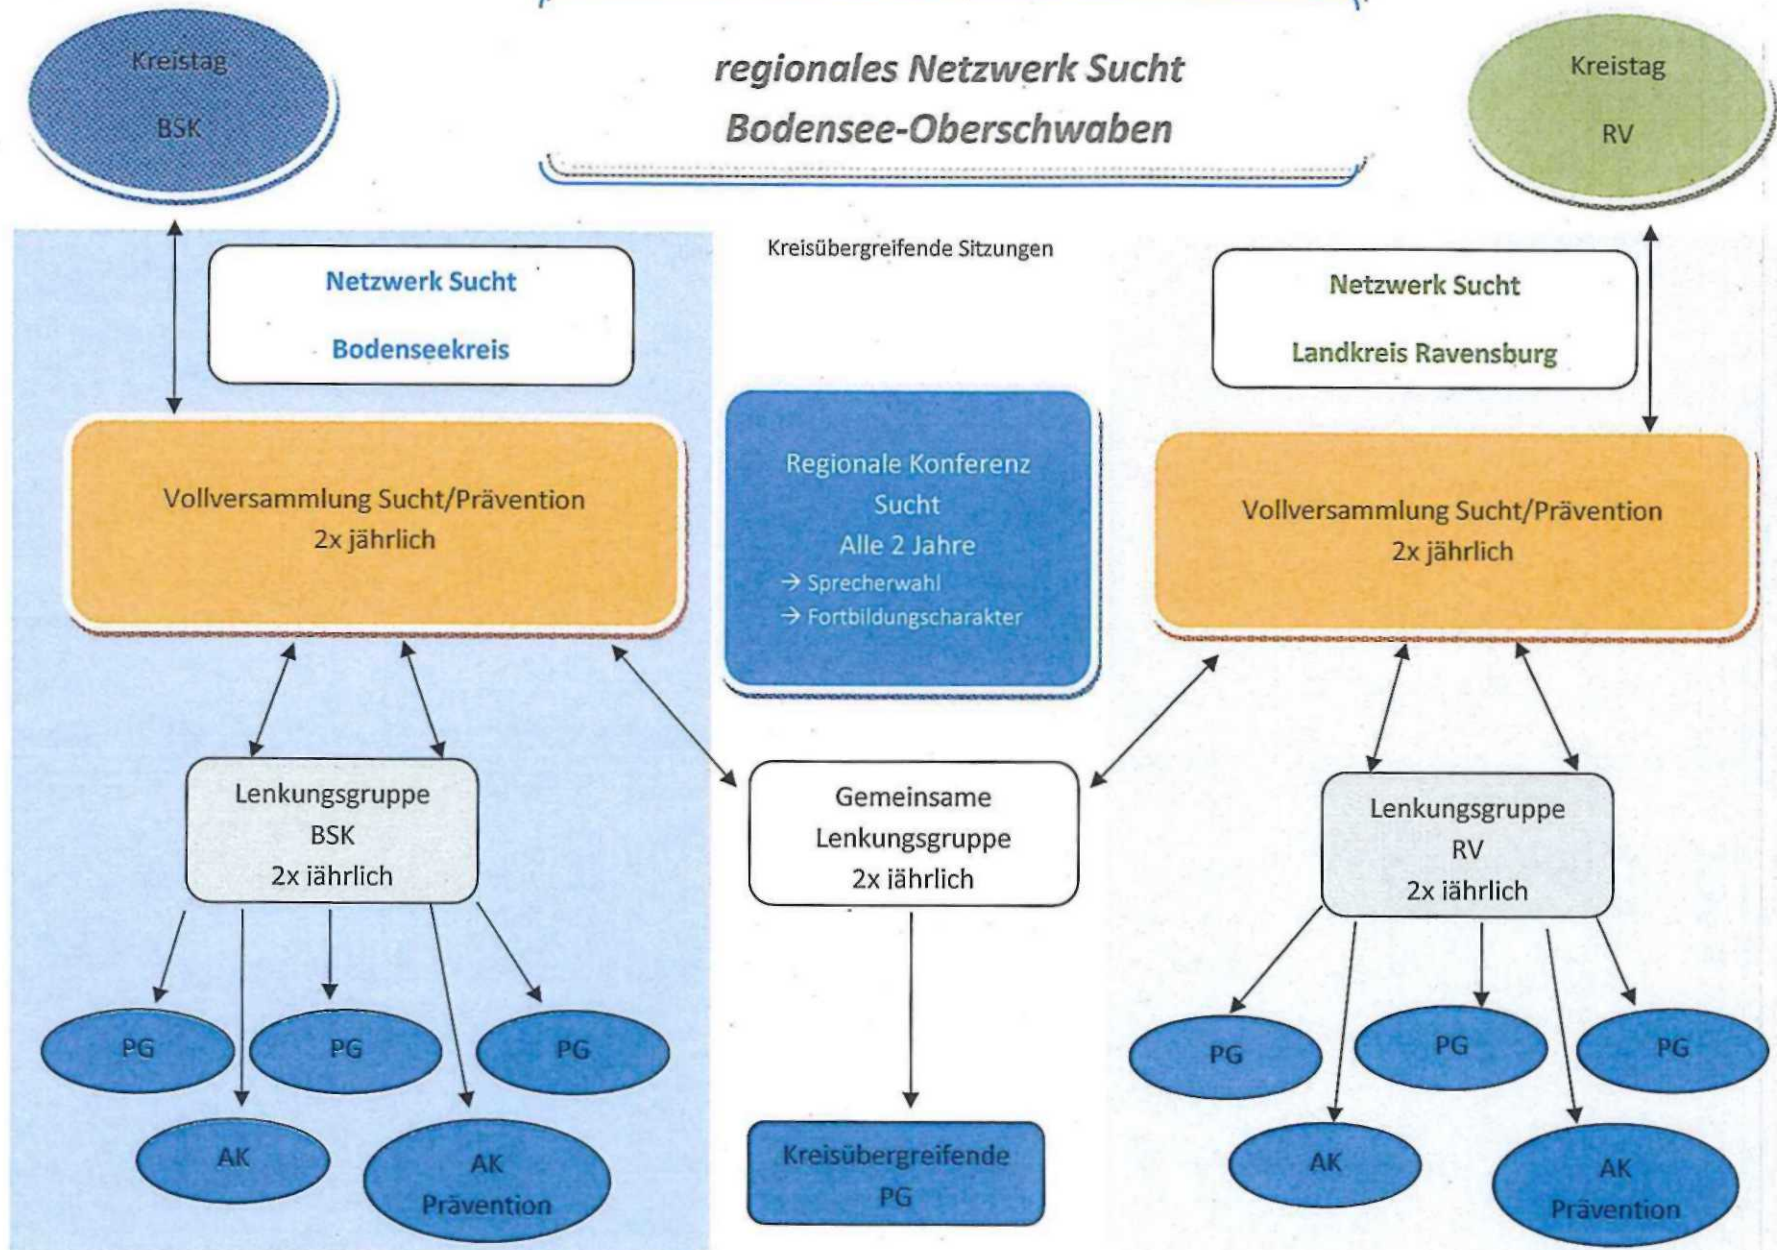 Kreistag
BSK
regionales Netzwerk Sucht
Bodensee-Oberschwaben
Kreistag
RV
Netzwerk Sucht
Bodenseekreis
Kreisübergreifende Sitzungen
Netzwerk Sucht
Landkreis Ravensburg
Vollversammlung Sucht/Prävention
2x jährlich
Regionale Konferenz
Sucht
Alle 2 Jahre
→ Sprecherwahl
→ Fortbildungscharakter
Vollversammlung Sucht/Prävention
2x jährlich
Lenkungsgruppe
BSK
2x jährlich
Gemeinsame
Lenkungsgruppe
2x jährlich
Lenkungsgruppe
RV
2x jährlich
PG
PG
PG
AK
AK
Prävention
Kreisübergreifende
PG
PG
PG
PG
AK
AK
Prävention